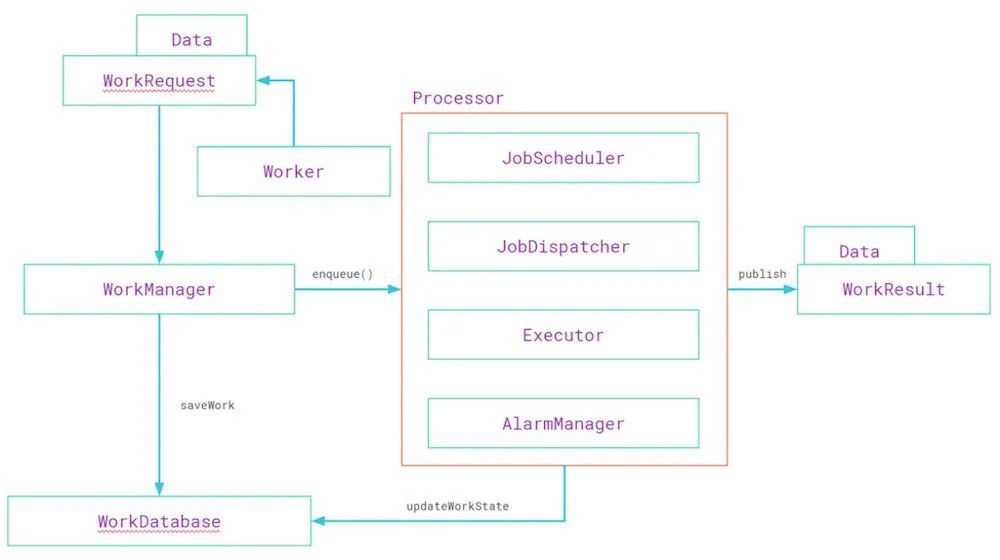 Data
WorkRequest
Processor
JobScheduler
Worker
JobDispatcher
Data
enqueue()
publish
WorkManager
WorkResult
Executor
saveWork
AlarmManager
updateWorkState
WorkDatabase